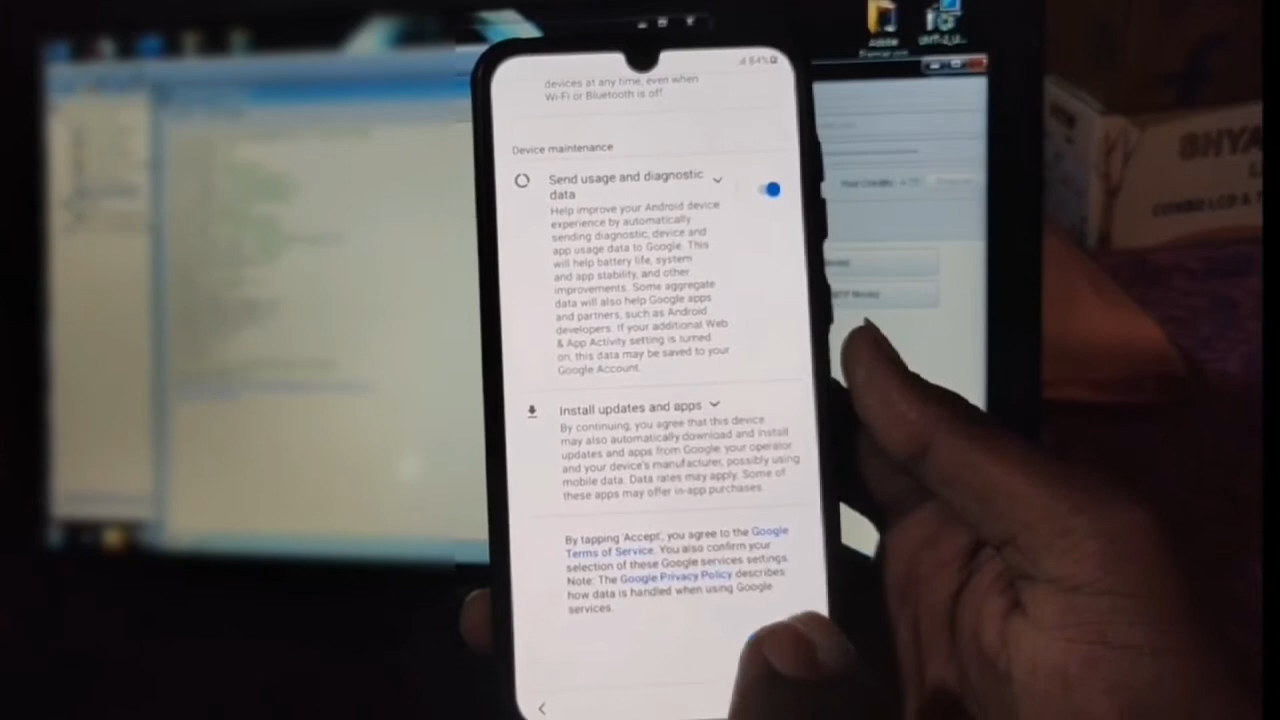 84%
devices at any time, even when
Wi-Fi or Bluetooth is off
Device maintenance
Send usage and diagnostic
data
Help improve your Android device
experience by automatically
sending diagnostic, device and
app usage data to Google. This
will help battery life, system
and app stability, and other
improvements. Some aggregate
data will also help Google apps
and partners, such as Android
developers. If your additional Web
& App Activity setting is turned
on, this data may be saved to your
Google Account.
Install updates and apps
By continuing, you agree that this device
may also automatically download and install
updates and apps from Google, your operator
and your device's manufacturer, possibly using
mobile data. Data rates may apply. Some of
these apps may offer in-app purchases.
By tapping 'Accept', you agree to the Google
Terms of Service. You also confirm your
selection of these Google services settings.
Note: The Google Privacy Policy describes
how data is handled when using Google
services.
Adobe
Your Credits:
SHYA
COMBO LCD & T